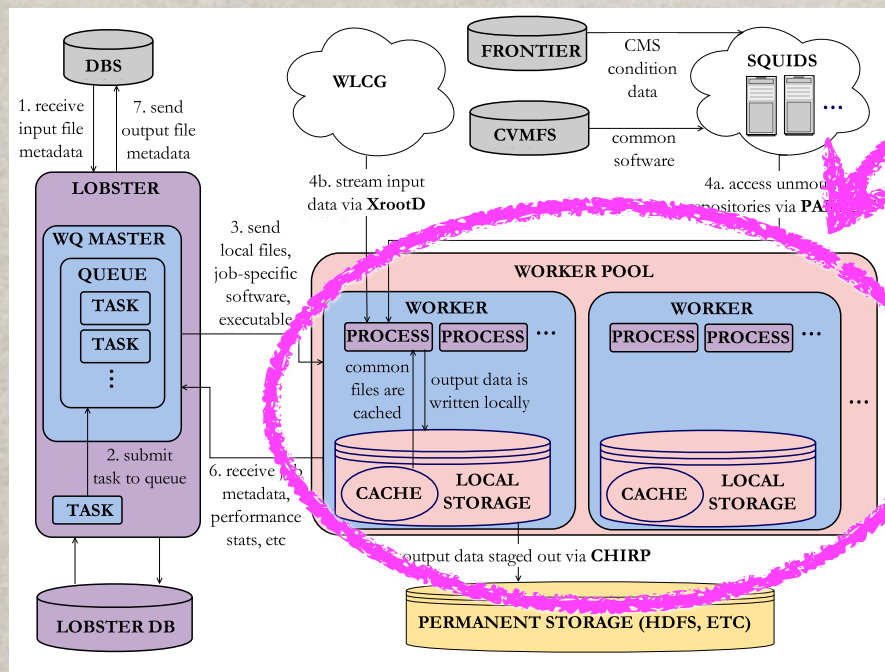 DBS
1. receive
input file
metadata
7. send
output file
metadata
WLCG
FRONTIER
CVMFS
CMS
condition
data
common
software
SQUIDS
...
LOBSTER
WQ MASTER
QUEUE
TASK
TASK
2. submit
task to queue
TASK
LOBSTER DB
3. send
local files,
job-specific
software,
executable
4b. stream input
data via XrootD
4a. access
via
WORKER POOL
WORKER
PROCESS
PROCESS
...
common
files are
cached
output data is
written locally
CACHE
LOCAL
STORAGE
WORKER
PROCESS
PROCESS
...
CACHE
LOCAL
STORAGE
...
6. receive
metadata,
performance
stats, etc
output data staged out via CHIRP
PERMANENT STORAGE (HDFS, ETC)